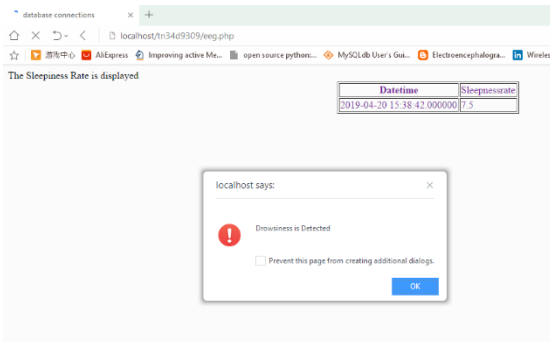 database connections
localhost/tn34d9309/eeg.php
游戏中心 AliExpress Improving active Me... open source python:... MySQLdb User's Gui... Electroencephalogra... Wireles
The Sleepiness Rate is displayed
Datetime Sleepnessrate
2019-04-20 15:38:42.000000 7.5
localhost says:
Drowsiness is Detected
Prevent this page from creating additional dialogs.
OK